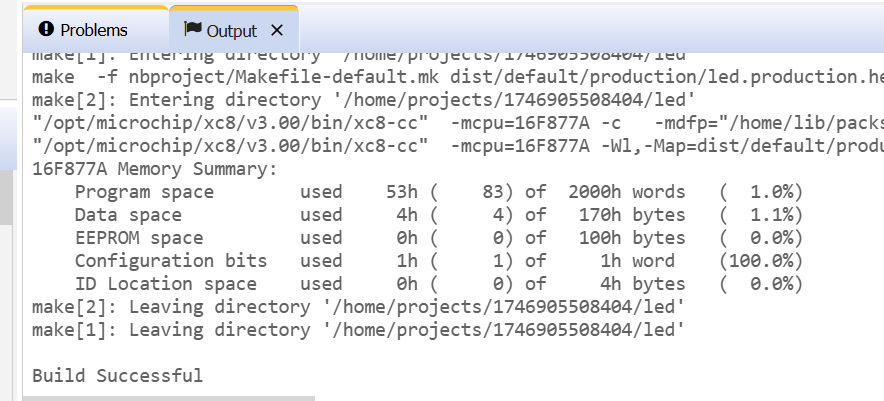 Problems
Output
make[1]: Entering directory '/home/projects/1746905508404/led'
make  -f nbproject/Makefile-default.mk dist/default/production/led.production.he
make[2]: Entering directory '/home/projects/1746905508404/led'
"/opt/microchip/xc8/v3.00/bin/xc8-cc"  -mcpu=16F877A -c   -mdfp="/home/lib/packs
"/opt/microchip/xc8/v3.00/bin/xc8-cc"  -mcpu=16F877A -Wl,-Map=dist/default/produ
16F877A Memory Summary:
    Program space        used    53h (    83) of  2000h words   (  1.0%)
    Data space           used     4h (     4) of   170h bytes   (  1.1%)
    EEPROM space         used     0h (     0) of   100h bytes   (  0.0%)
    Configuration bits   used     1h (     1) of     1h word    (100.0%)
    ID Location space    used     0h (     0) of     4h bytes   (  0.0%)
make[2]: Leaving directory '/home/projects/1746905508404/led'
make[1]: Leaving directory '/home/projects/1746905508404/led'
Build Successful